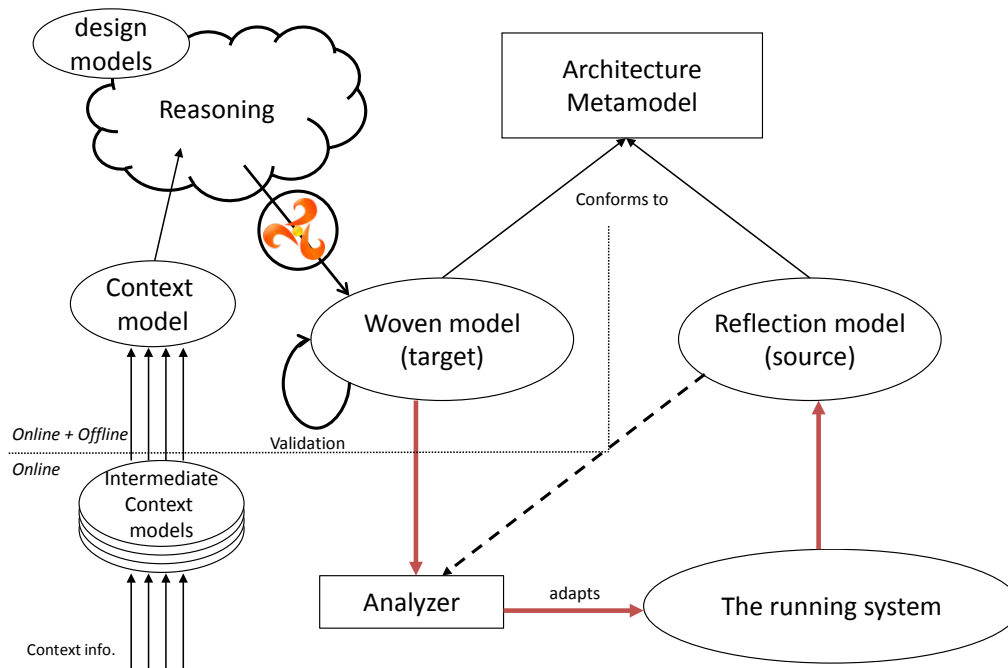 design
models
Reasoning
Architecture
Metamodel
Conforms to
Context
model
Woven model
(target)
Reflection model
(source)
Online + Offline
Validation
Online
Intermediate
Context
models
Analyzer
adapts
The running system
Context info.